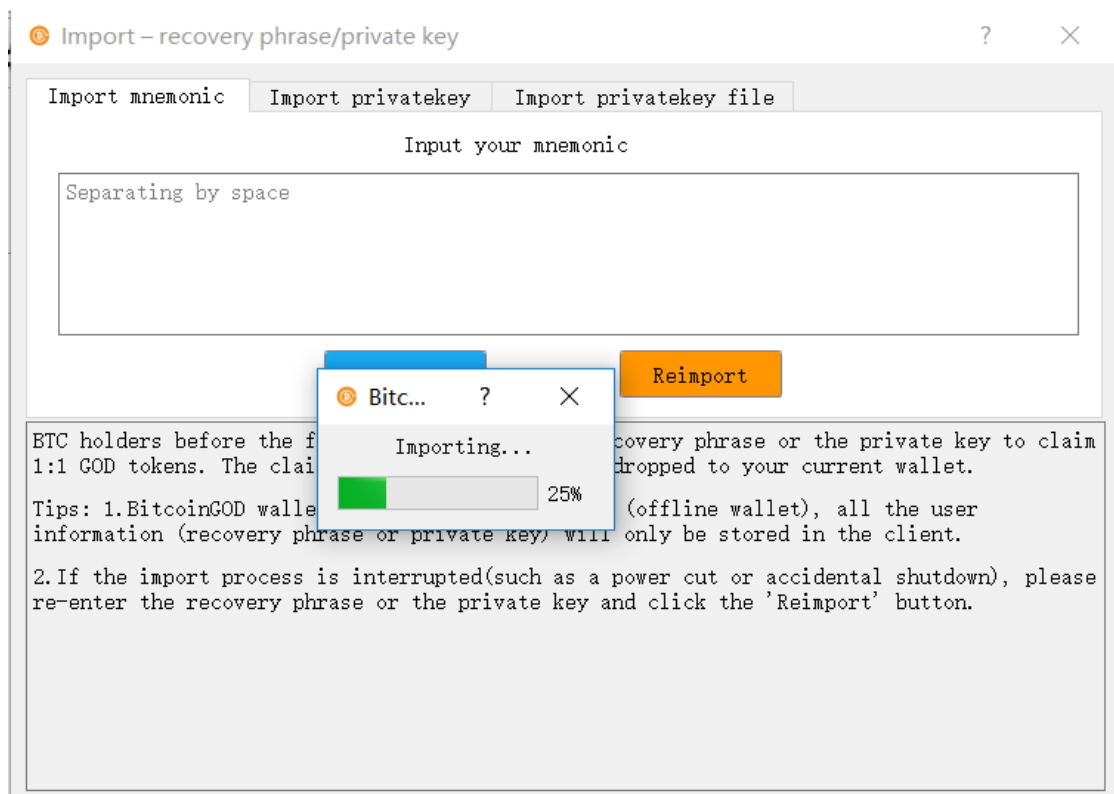 Import – recovery phrase/private key
?
Import mnemonic
Import privatekey
Import privatekey file
Input your mnemonic
Separating by space
Reimport
Bitc...
?
Importing...
25%
BTC holders before the f
covery phrase or the private key to claim
1:1 GOD tokens. The clai
dropped to your current wallet.
Tips: 1.BitcoinGOD walle
(offline wallet), all the user
information (recovery phrase or private key) will only be stored in the client.
2.If the import process is interrupted(such as a power cut or accidental shutdown), please
re-enter the recovery phrase or the private key and click the 'Reimport' button.